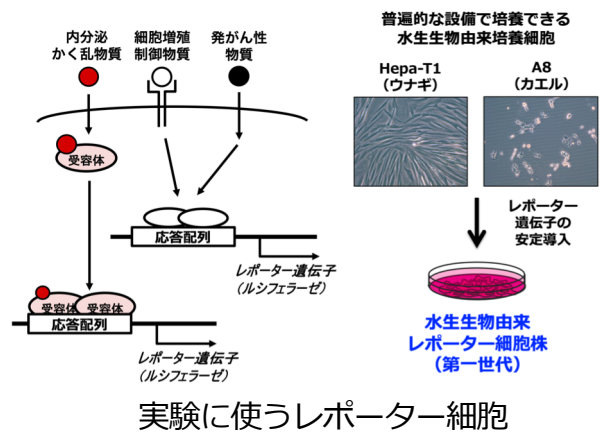 内分泌
かく乱物質
細胞増殖
制御物質
発がん性
物質
受容体
応答配列
レポーター遺伝子
(ルシフェラーゼ)
受容体 受容体
応答配列
レポーター遺伝子
(ルシフェラーゼ)
普遍的な設備で培養できる
水生生物由来培養細胞
Hepa-T1
(ウナギ)
A8
(カエル)
レポーター
遺伝子の
安定導入
水生生物由来
レポーター細胞株
(第一世代)
実験に使うレポーター細胞